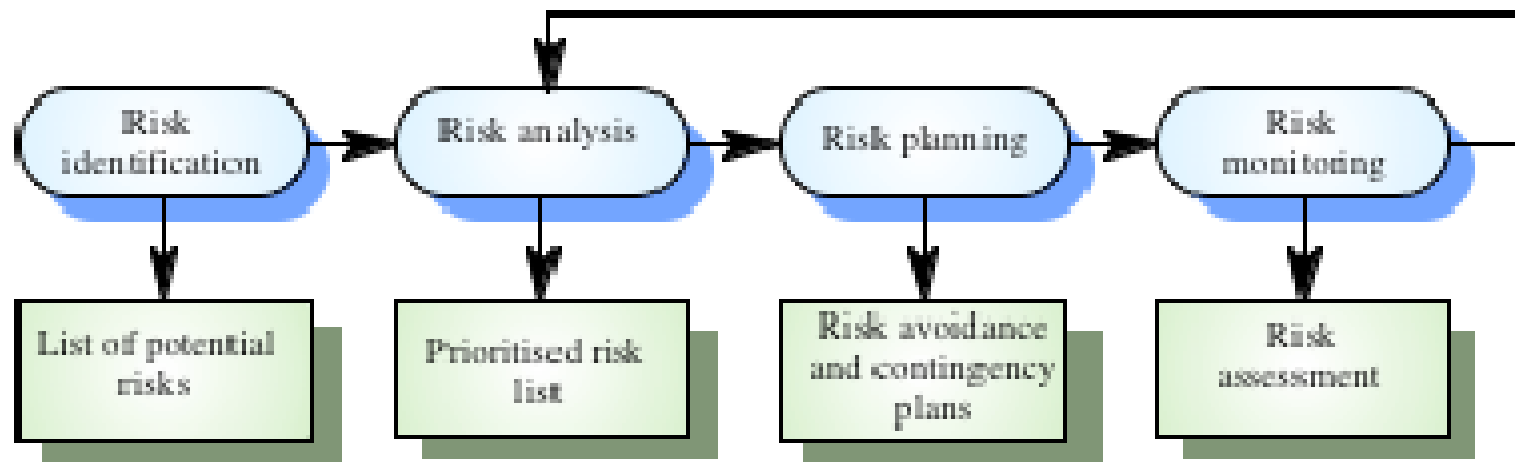 Risk
identification
Risk analysis
Risk planning
Risk
monitoring
List of potential
risks
Prioritised risk
list
Risk avoidance
and contingency
plans
Risk
assessment